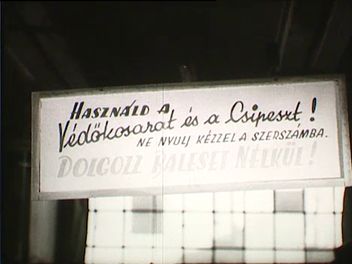 HASZNÁLD A
Védőkosarat és a Csipeszt!
NE NYULJ KÉZZEL A SZERSZÁMBA.
DOLGOZZ BALESET NÉLKÜL!